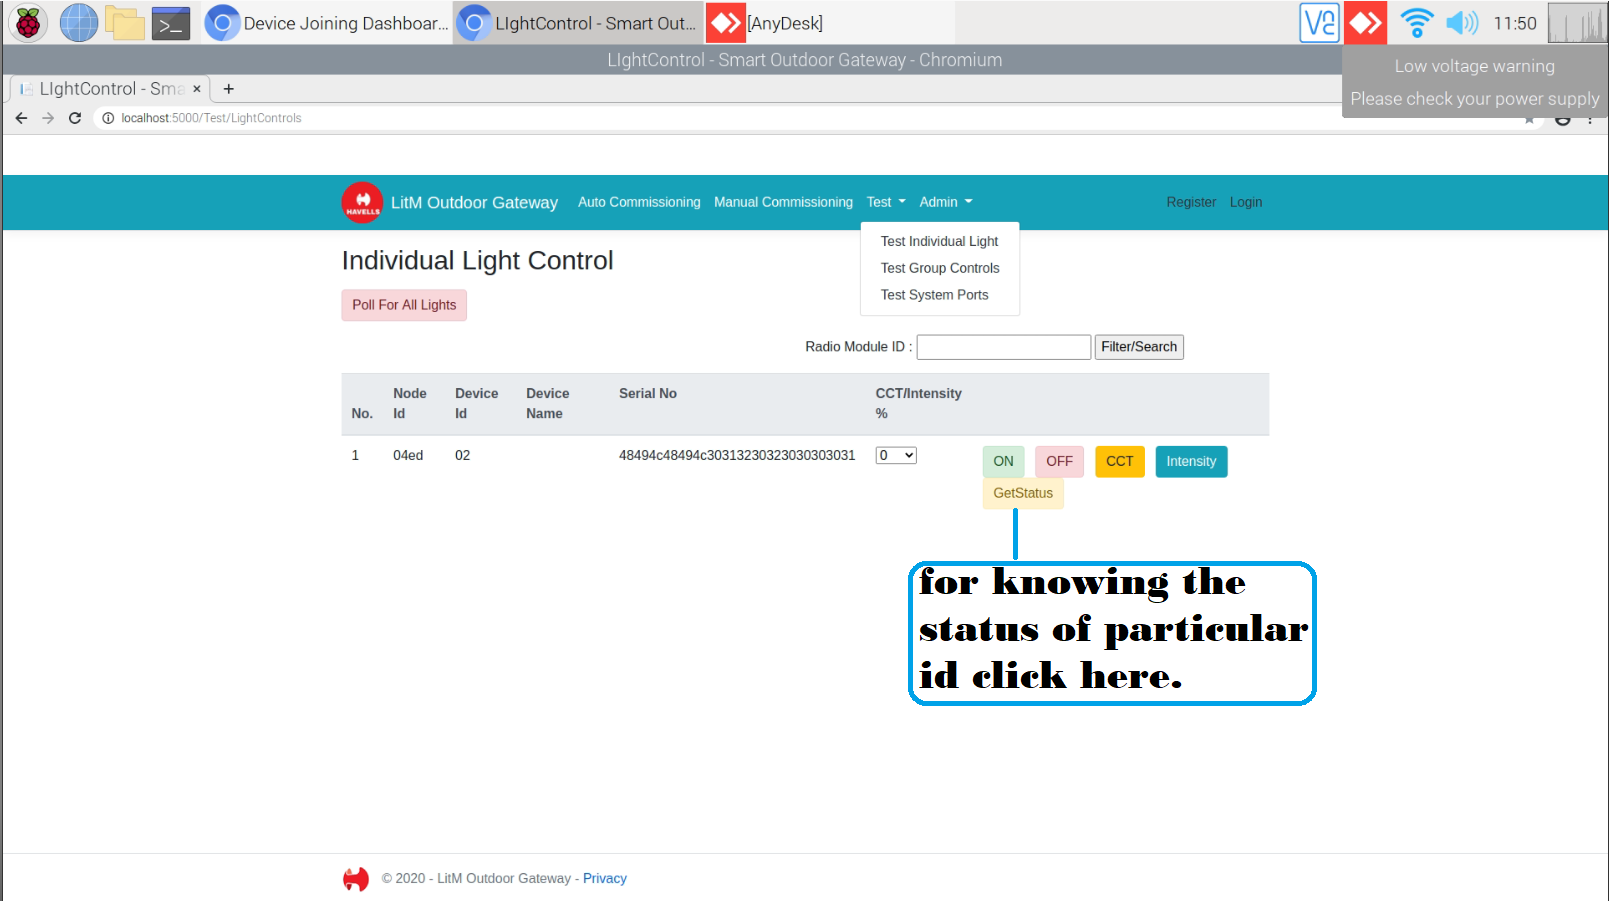 Device Joining Dashboar...
LIghtControl - Smart Out...
[AnyDesk]
11:50
LIghtControl - Smart Outdoor Gateway - Chromium
Low voltage warning
Please check your power supply
LIghtControl - Sma
localhost:5000/Test/LightControls
HAVELLS
LitM Outdoor Gateway
Auto Commissioning
Manual Commissioning
Test
Admin
Register
Login
Test Individual Light
Test Group Controls
Test System Ports
Individual Light Control
Poll For All Lights
Radio Module ID :
Filter/Search
No.
Node Id
Device Id
Device Name
Serial No
CCT/Intensity %
1
04ed
02
48494c48494c30313230323030303031
0
ON
OFF
CCT
Intensity
GetStatus
for knowing the
status of particular
id click here.
© 2020 - LitM Outdoor Gateway - Privacy